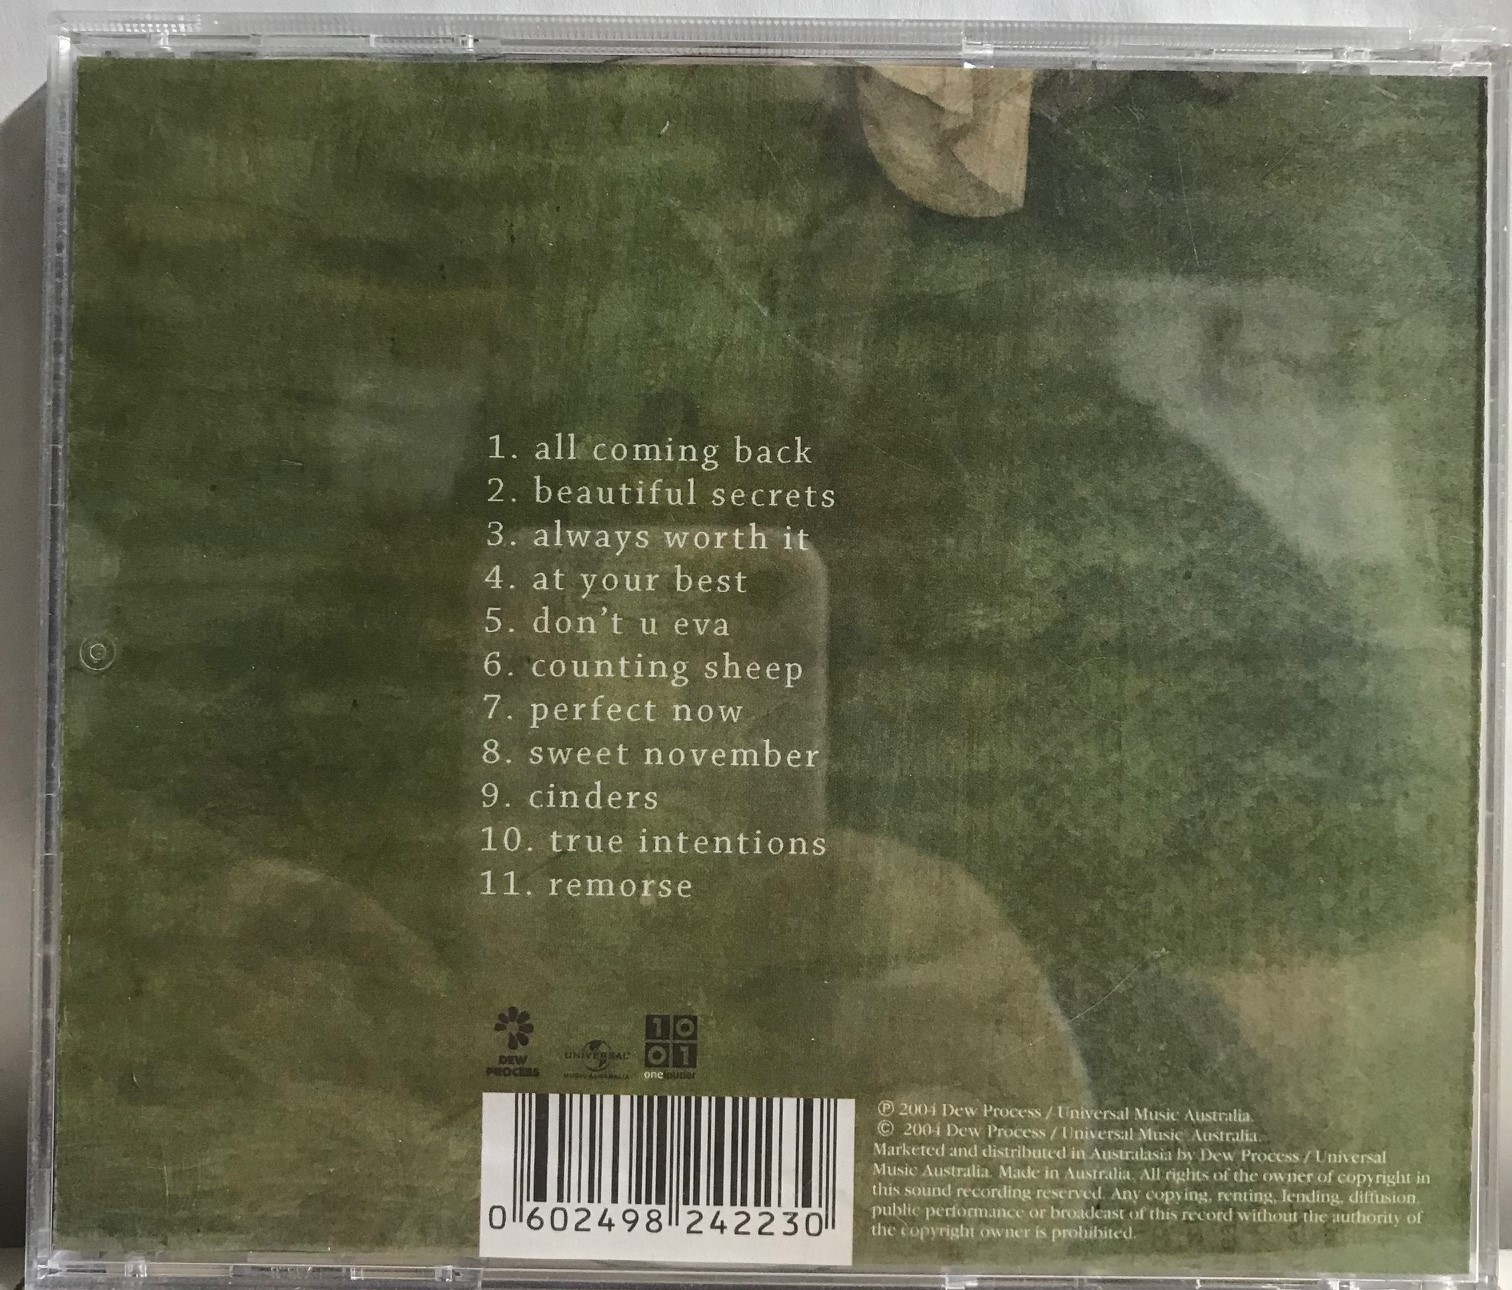 1. all coming back
2. beautiful secrets
3. always worth it
4. at your best
5. don't u eva
6. counting sheep
7. perfect now
8. sweet november
9. cinders
10. true intentions
11. remorse
DEW
PROCESS
UNIVERSAL
MUSIC AUSTRALIA
10
01
one louder
0 602498 242230
℗ 2004 Dew Process / Universal Music Australia.
© 2004 Dew Process / Universal Music Australia.
Marketed and distributed in Australasia by Dew Process / Universal
Music Australia. Made in Australia. All rights of the owner of copyright in
this sound recording reserved. Any copying, renting, lending, diffusion,
public performance or broadcast of this record without the authority of
the copyright owner is prohibited.